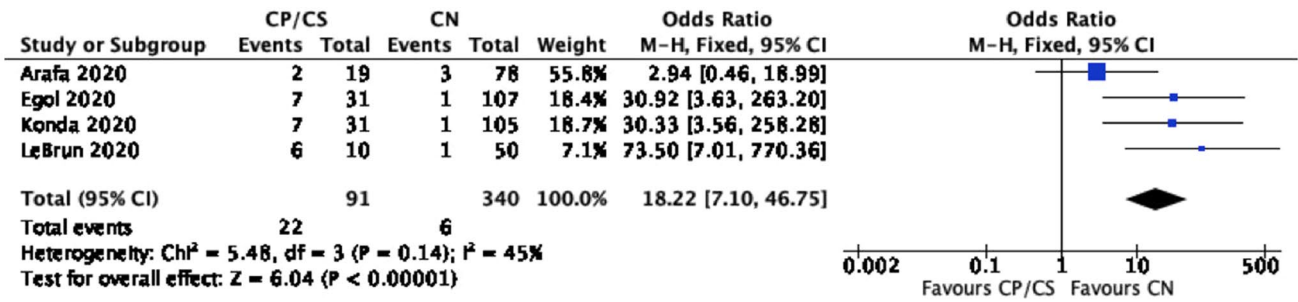 CP/CS CN Odds Ratio Odds Ratio
Study or Subgroup Events Total Events Total Weight M-H, Fixed, 95% CI M-H, Fixed, 95% CI
Arafa 2020 2 19 3 78 55.8% 2.94 [0.46, 18.99]
Egol 2020 7 31 1 107 18.4% 30.92 [3.63, 263.20]
Konda 2020 7 31 1 105 18.7% 30.33 [3.56, 258.28]
LeBrun 2020 6 10 1 50 7.1% 73.50 [7.01, 770.36]
Total (95% CI) 91 340 100.0% 18.22 [7.10, 46.75]
Total events 22 6
Heterogeneity: Chi² = 5.48, df = 3 (P = 0.14); I² = 45%
Test for overall effect: Z = 6.04 (P < 0.00001)
0.002 0.1 1 10 500
Favours CP/CS Favours CN